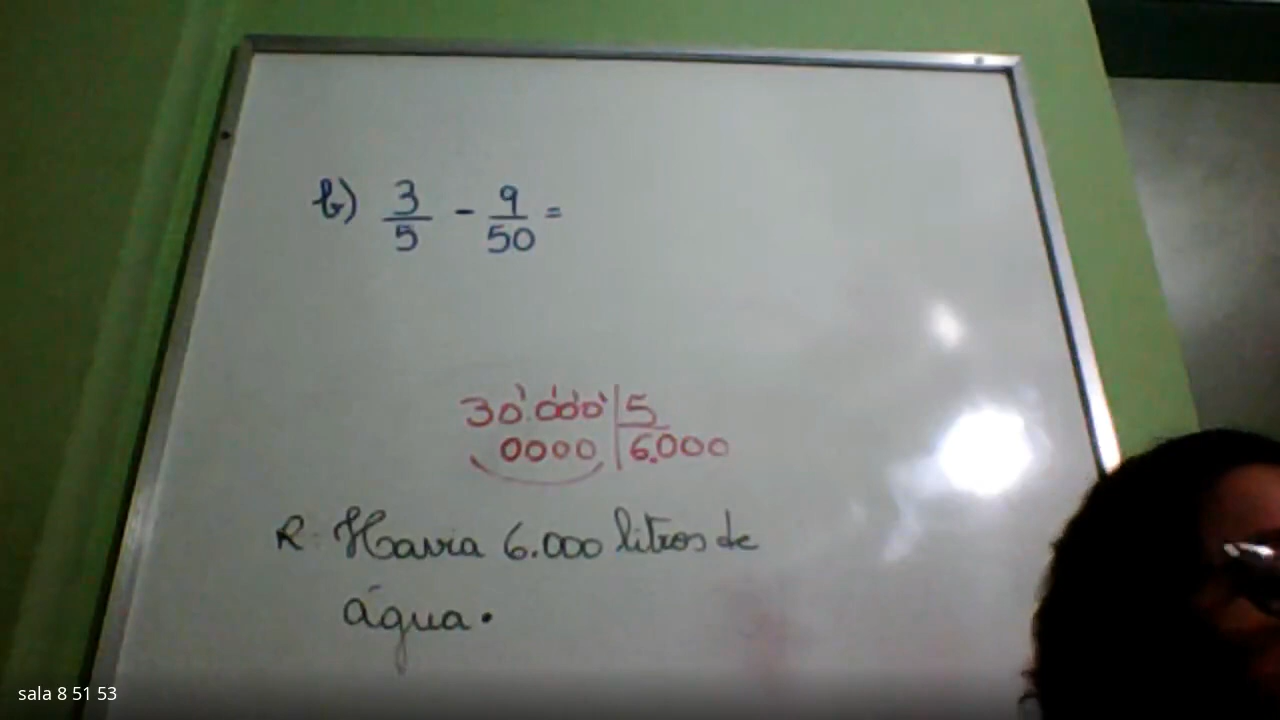 b) 3/5 - 9/50 =
30.000 | 5
0000 | 6.000
R: Havia 6.000 litros de
água.
sala 8 51 53